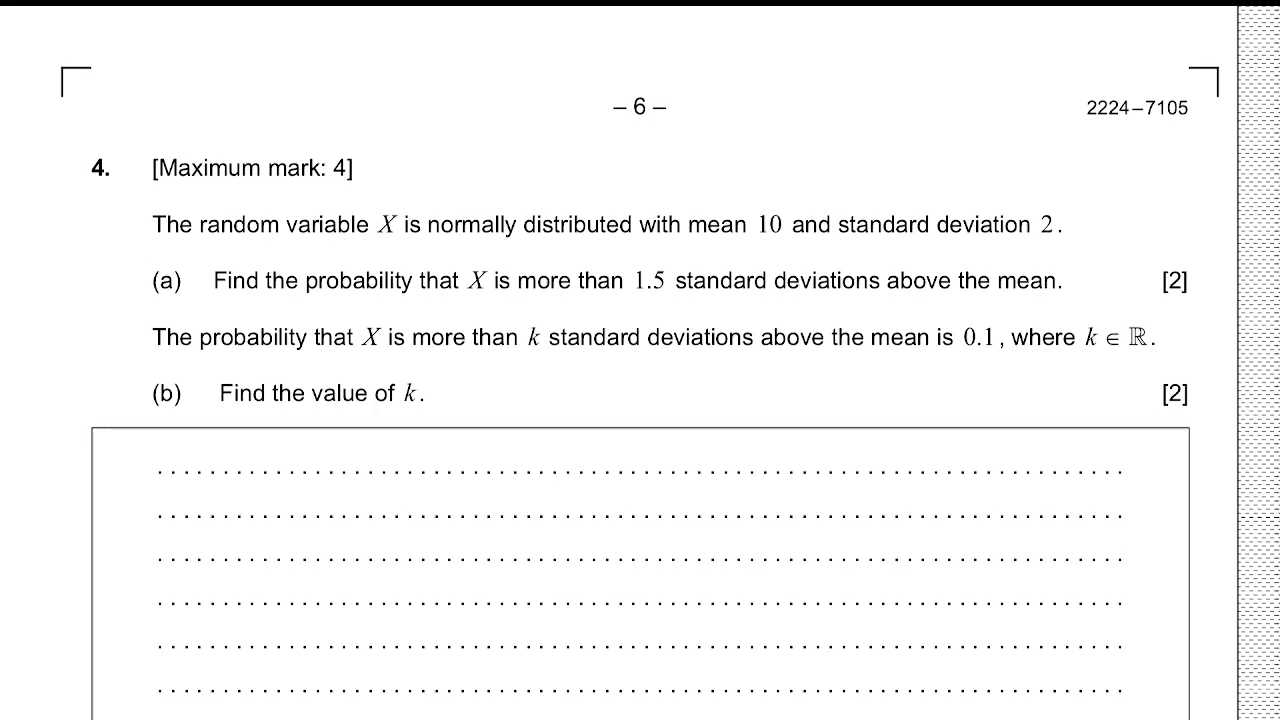 – 6 –
2224–7105
4. [Maximum mark: 4]
The random variable X is normally distributed with mean 10 and standard deviation 2.
(a) Find the probability that X is more than 1.5 standard deviations above the mean. [2]
The probability that X is more than k standard deviations above the mean is 0.1, where k ∈ ℝ.
(b) Find the value of k. [2]